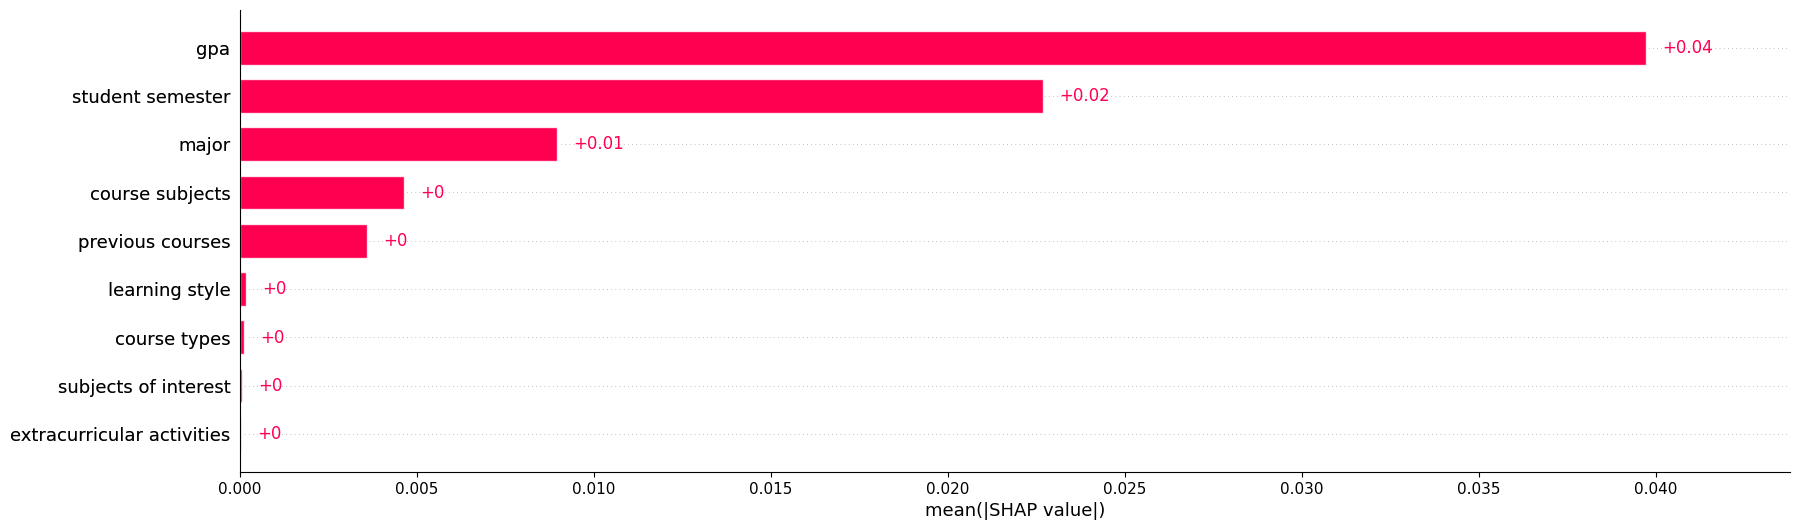 gpa +0.04
student semester +0.02
major +0.01
course subjects +0
previous courses +0
learning style +0
course types +0
subjects of interest +0
extracurricular activities +0
0.000 0.005 0.010 0.015 0.020 0.025 0.030 0.035 0.040
mean(|SHAP value|)